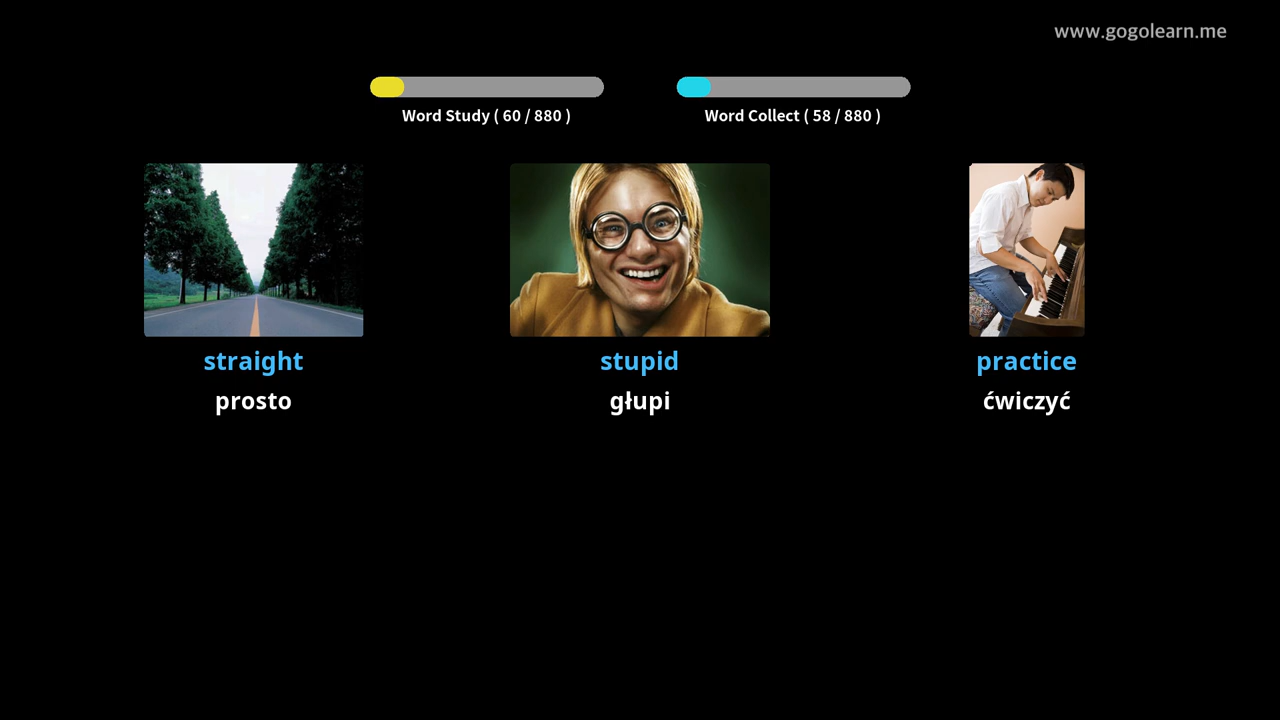 www.gogolearn.me
Word Study ( 60 / 880 )
Word Collect ( 58 / 880 )
straight
stupid
practice
prosto
głupi
ćwiczyć